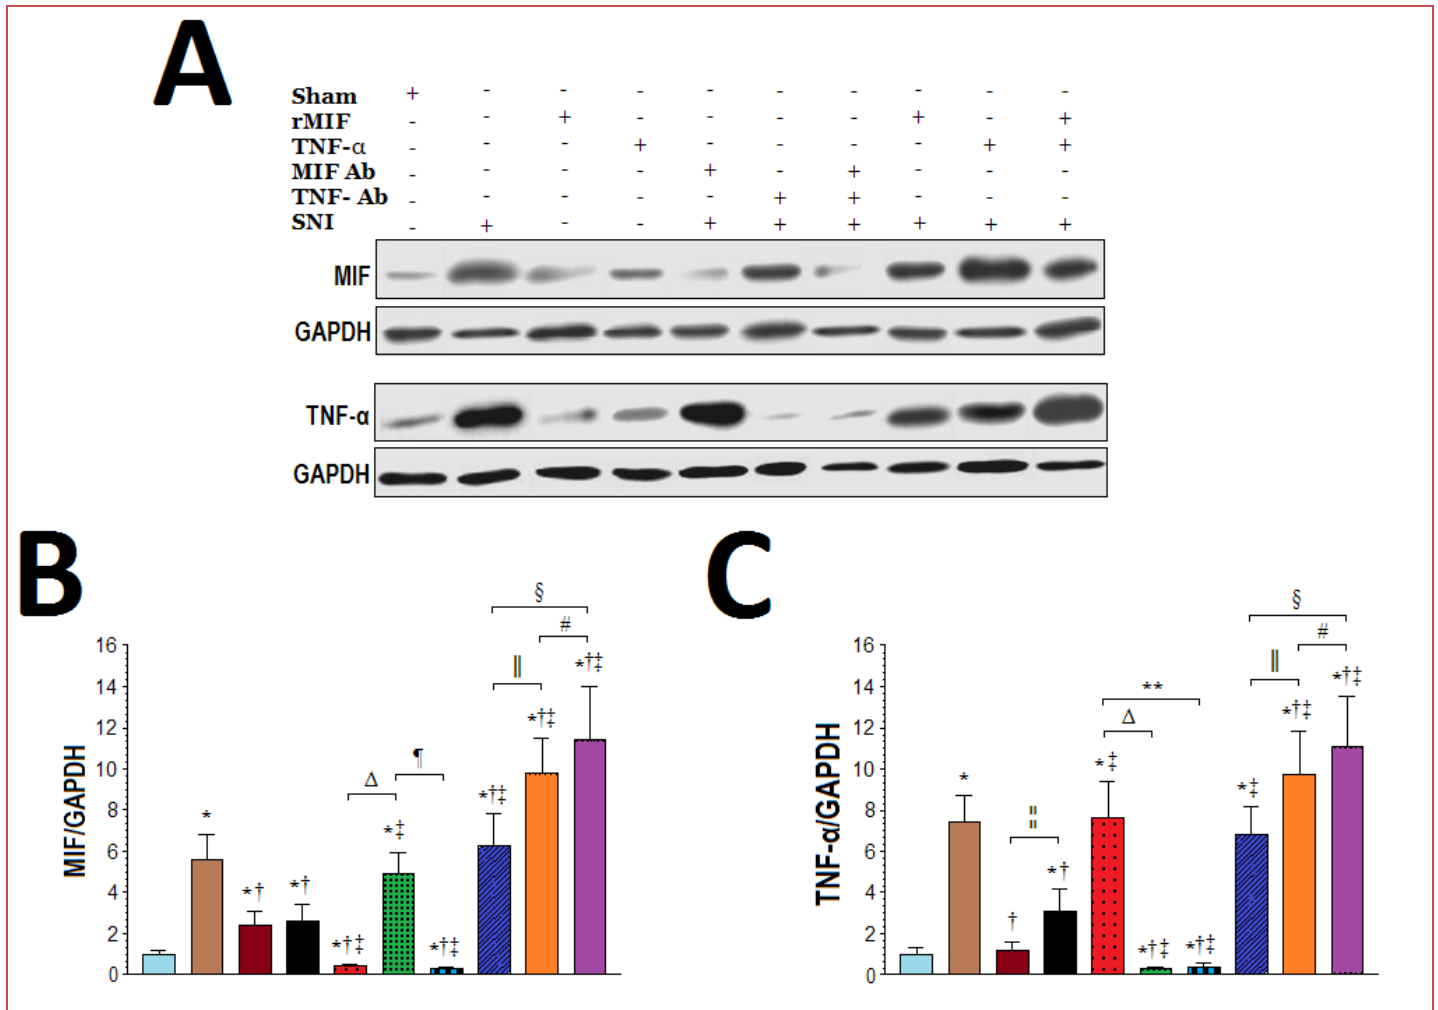 A
Sham + - - - - - - - - -
rMIF - - + - - - - + - +
TNF-α - - - + - - - - + +
MIF Ab - - - - + - + - - -
TNF- Ab - - - - - + + - - -
SNI - + - - + + + + + +
MIF
GAPDH
TNF-α
GAPDH
B
MIF/GAPDH
16
14
12
10
8
6
4
2
0
*
*†
*†
*†‡
*‡
*†‡
*†‡
*†‡
*†‡
Δ
¶
‖
#
§
C
TNF-α/GAPDH
16
14
12
10
8
6
4
2
0
*
†
*†
*‡
*†‡
*†‡
*‡
*†‡
*†‡
¦¦
Δ
**
‖
#
§